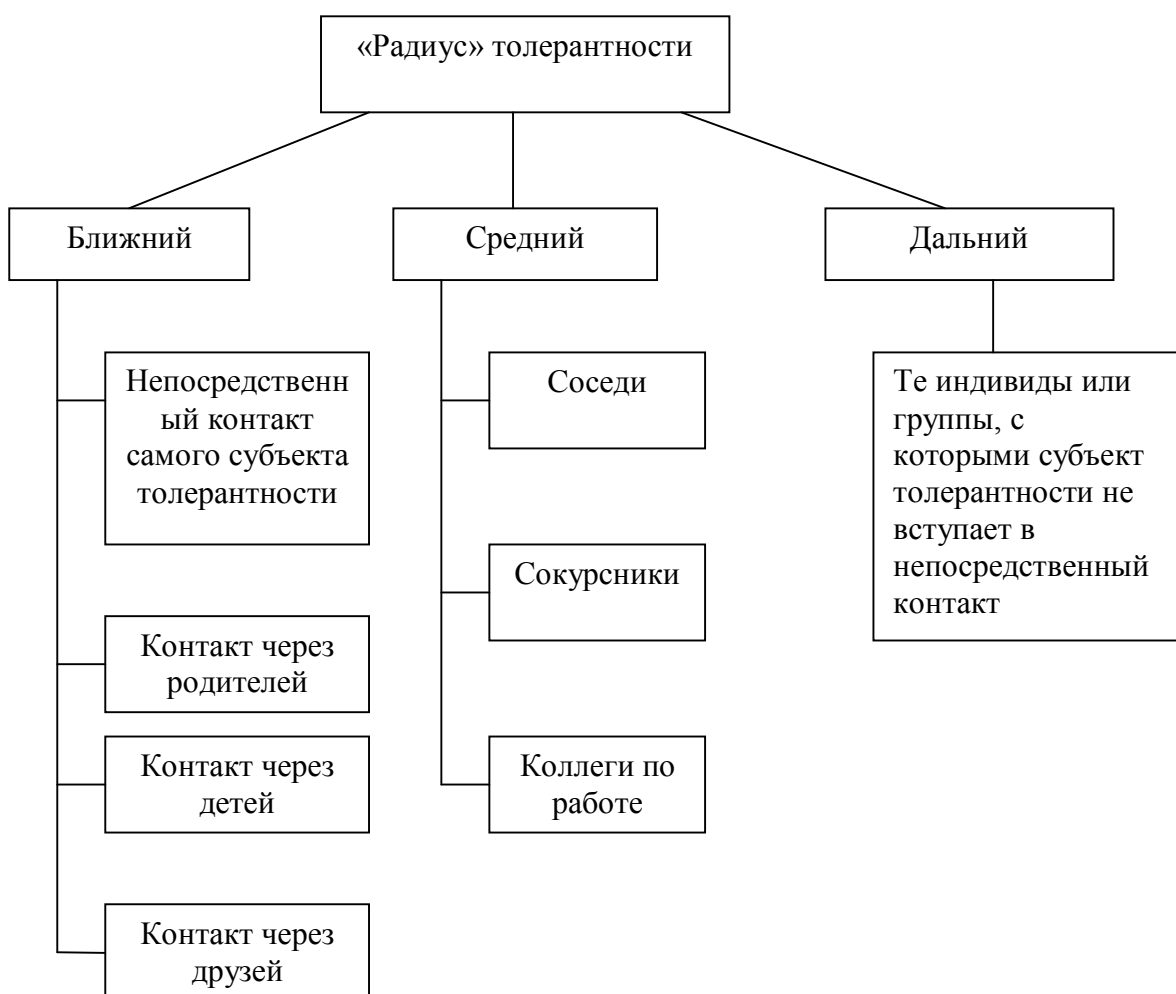 «Радиус» толерантности
Ближний
Средний
Дальний
Непосредственн
ый контакт
самого субъекта
толерантности
Контакт через
родителей
Контакт через
детей
Контакт через
друзей
Соседи
Сокурсники
Коллеги по
работе
Те индивиды или
группы, с
которыми субъект
толерантности не
вступает в
непосредственный
контакт